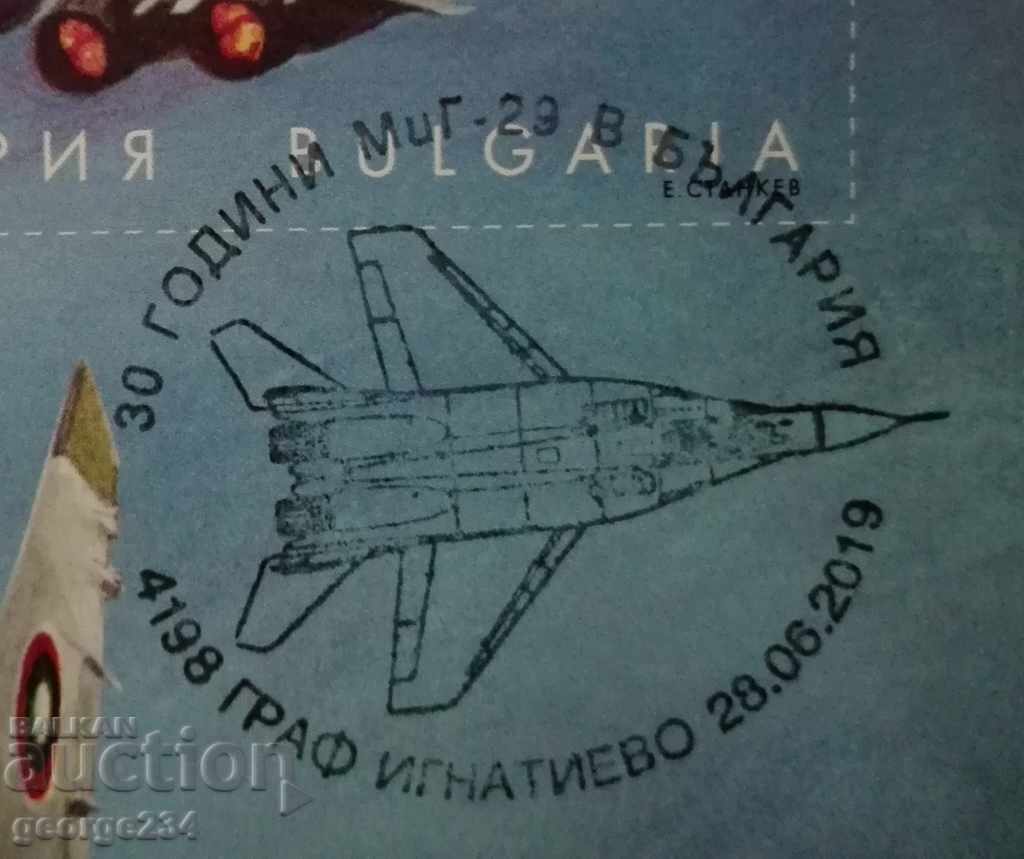 РИЯ BULGARIA
Е. СТАНКЕВ
30 ГОДИНИ МиГ-29 В БЪЛГАРИЯ
4198 ГРАФ ИГНАТИЕВО 28.06.2019
BALKAN
auction
george234